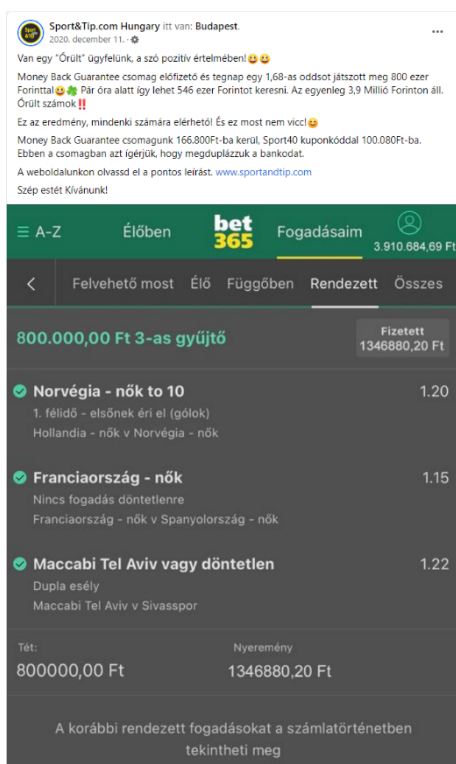 Sport&Tip.com Hungary itt van: Budapest.
2020. december 11. ·
Van egy "Őrült" ügyfelünk, a szó pozitív értelmében!
Money Back Guarantee csomag előfizető és tegnap egy 1,68-as oddsot játszott meg 800 ezer
Forinttal Pár óra alatt így lehet 546 ezer Forintot keresni. Az egyenleg 3,9 Millió Forinton áll.
Őrült számok
Ez az eredmény, mindenki számára elérhető! És ez most nem vicc!
Money Back Guarantee csomagunk 166.800Ft-ba kerül, Sport40 kuponkóddal 100.080Ft-ba.
Ebben a csomagban azt ígérjük, hogy megduplázzuk a bankodat.
A weboldalunkon olvassd el a pontos leírást. www.sportandtip.com
Szép estét Kívánunk!
A-Z Élőben bet365 Fogadásaim 3.910.684,69 Ft
Felvehető most Élő Függőben Rendezett Összes
800.000,00 Ft 3-as gyűjtő
Fizetett
1346880,20 Ft
Norvégia - nők to 10 1.20
1. félidő - elsőnek éri el (gólok)
Hollandia - nők v Norvégia - nők
Franciaország - nők 1.15
Nincs fogadás döntetlenre
Franciaország - nők v Spanyolország - nők
Maccabi Tel Aviv vagy döntetlen 1.22
Dupla esély
Maccabi Tel Aviv v Sivasspor
Tét: Nyeremény
800000,00 Ft 1346880,20 Ft
A korábbi rendezett fogadásokat a számlatörténetben
tekintheti meg